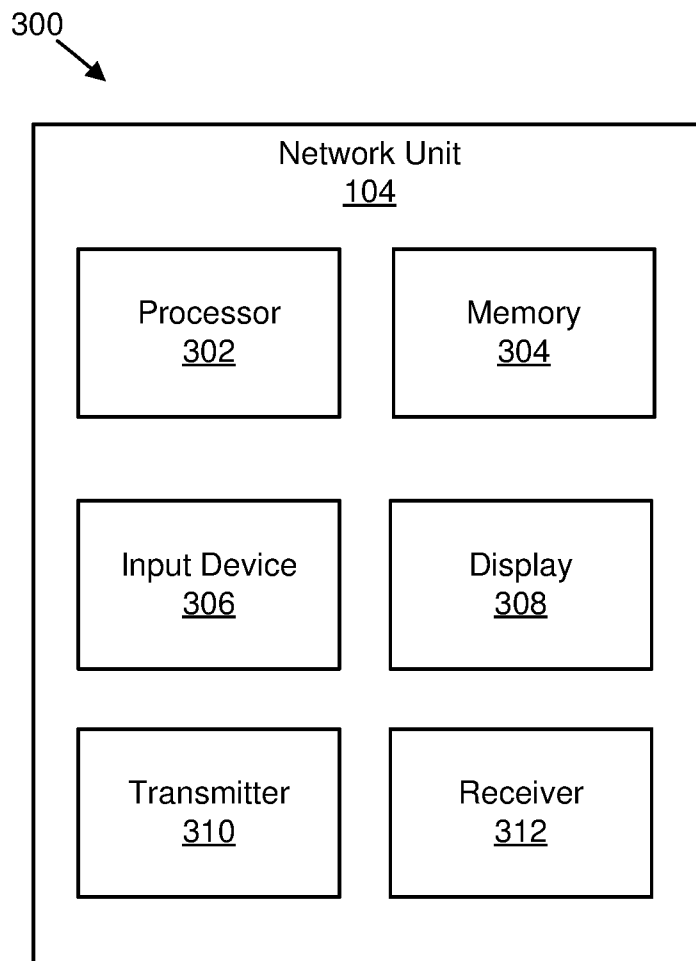 300
Network Unit
104
Processor
302
Memory
304
Input Device
306
Display
308
Transmitter
310
Receiver
312